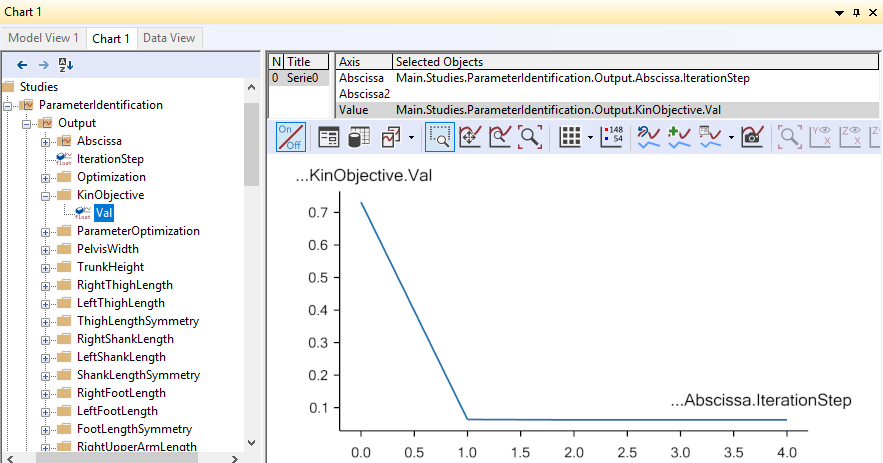 Chart 1
Model View 1 Chart 1 Data View
Studies
ParameterIdentification
Output
Abscissa
float IterationStep
Optimization
KinObjective
float Val
ParameterOptimization
PelvisWidth
TrunkHeight
RightThighLength
LeftThighLength
ThighLengthSymmetry
RightShankLength
LeftShankLength
ShankLengthSymmetry
RightFootLength
LeftFootLength
FootLengthSymmetry
RightUpperArmLength
N Title
0 Serie0
Axis Selected Objects
Abscissa Main.Studies.ParameterIdentification.Output.Abscissa.IterationStep
Abscissa2
Value Main.Studies.ParameterIdentification.Output.KinObjective.Val
On/Off
148
54
...KinObjective.Val
0.7
0.6
0.5
0.4
0.3
0.2
0.1
...Abscissa.IterationStep
0.0 0.5 1.0 1.5 2.0 2.5 3.0 3.5 4.0